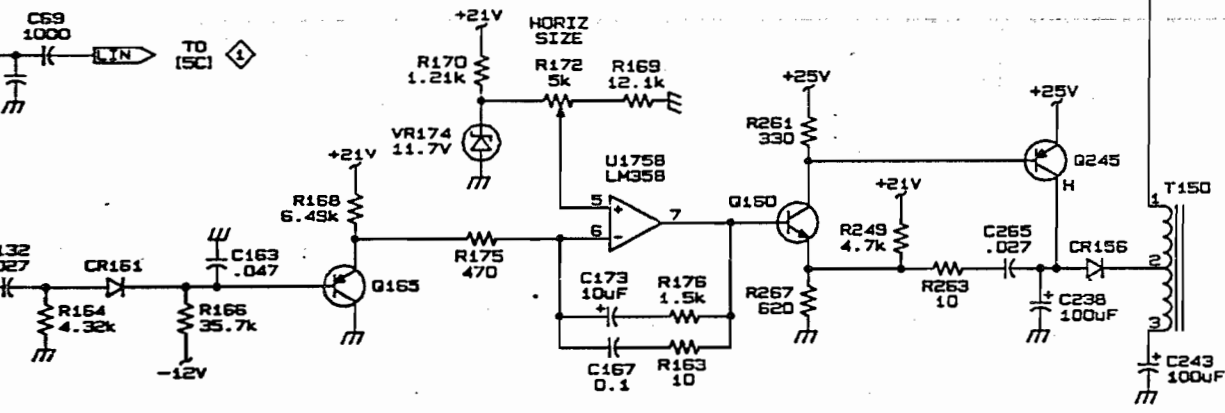 C69
1000
LIN
TO
[5C]
1
+21V
R170
1.21k
HORIZ
SIZE
R172
5k
R169
12.1k
VR174
11.7V
+21V
R168
6.49k
U175B
LM358
5
+
6
-
7
R175
470
132
027
CR161
C163
.047
Q165
R164
4.32k
R166
35.7k
-12V
C173
10uF
+
R176
1.5k
C167
0.1
R163
10
+25V
R261
330
Q160
+21V
R249
4.7k
R267
620
R263
10
C265
.027
+25V
Q245
H
CR156
+
C238
100uF
T150
1
2
3
+
C243
100uF